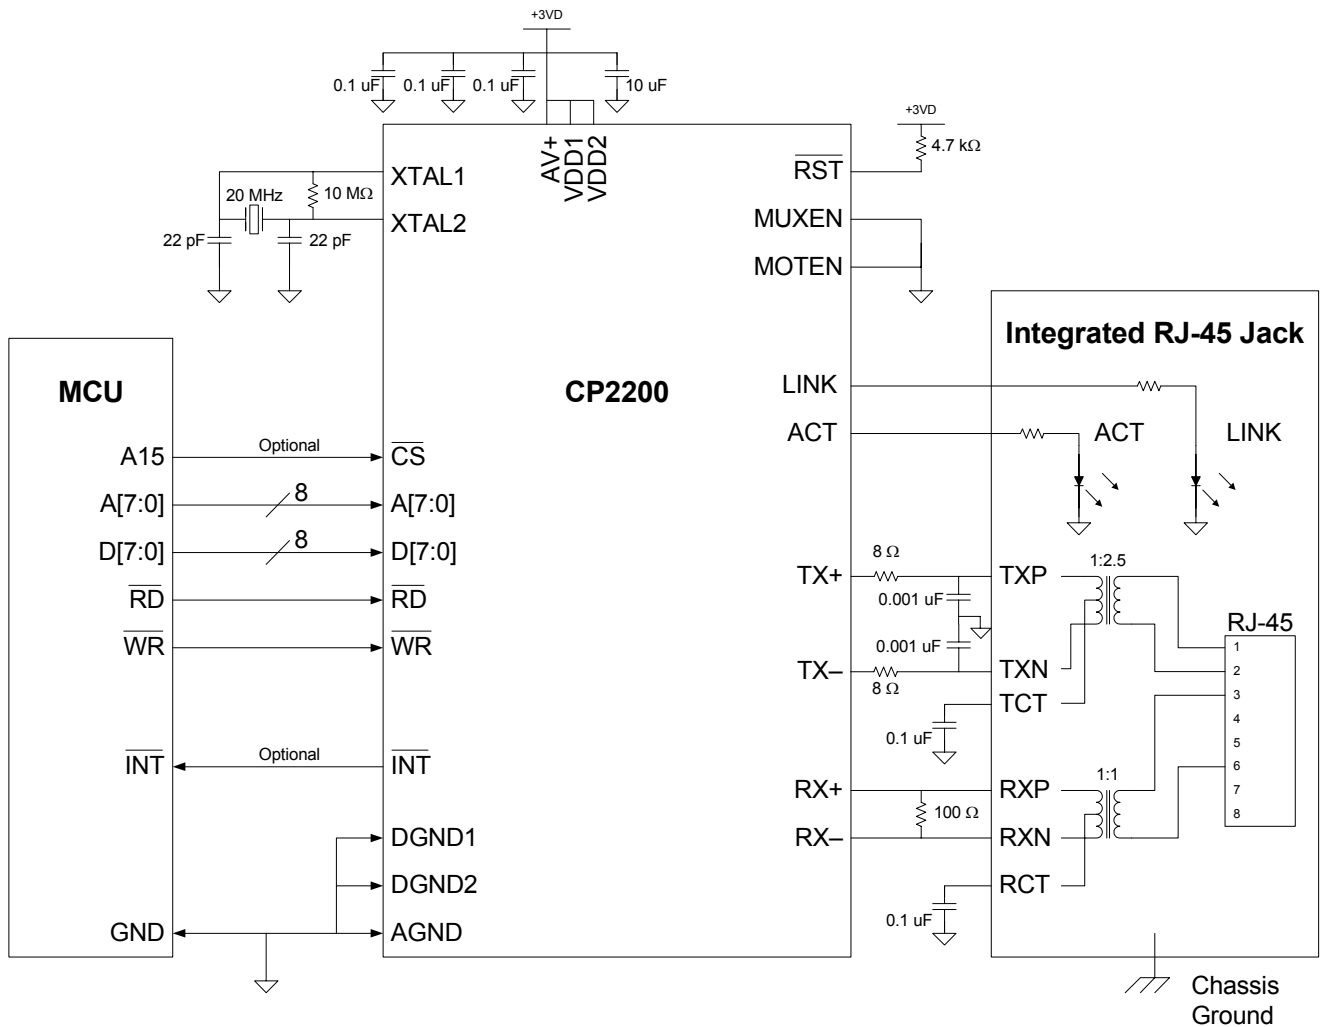 +3VD
0.1 uF 0.1 uF 0.1 uF 10 uF
+3VD
4.7 kΩ
AV+
VDD1
VDD2
XTAL1
XTAL2
20 MHz
10 MΩ
22 pF
22 pF
RST
MUXEN
MOTEN
Integrated RJ-45 Jack
MCU
CP2200
LINK
ACT
ACT
LINK
A15
Optional
CS
A[7:0]
8
A[7:0]
D[7:0]
8
D[7:0]
RD
RD
WR
WR
TX+
8 Ω
0.001 uF
TXP
1:2.5
0.001 uF
TX–
8 Ω
TXN
TCT
0.1 uF
RJ-45
1
2
3
4
5
6
7
8
INT
Optional
INT
RX+
RXP
1:1
100 Ω
RX–
RXN
RCT
0.1 uF
DGND1
DGND2
GND
AGND
Chassis
Ground